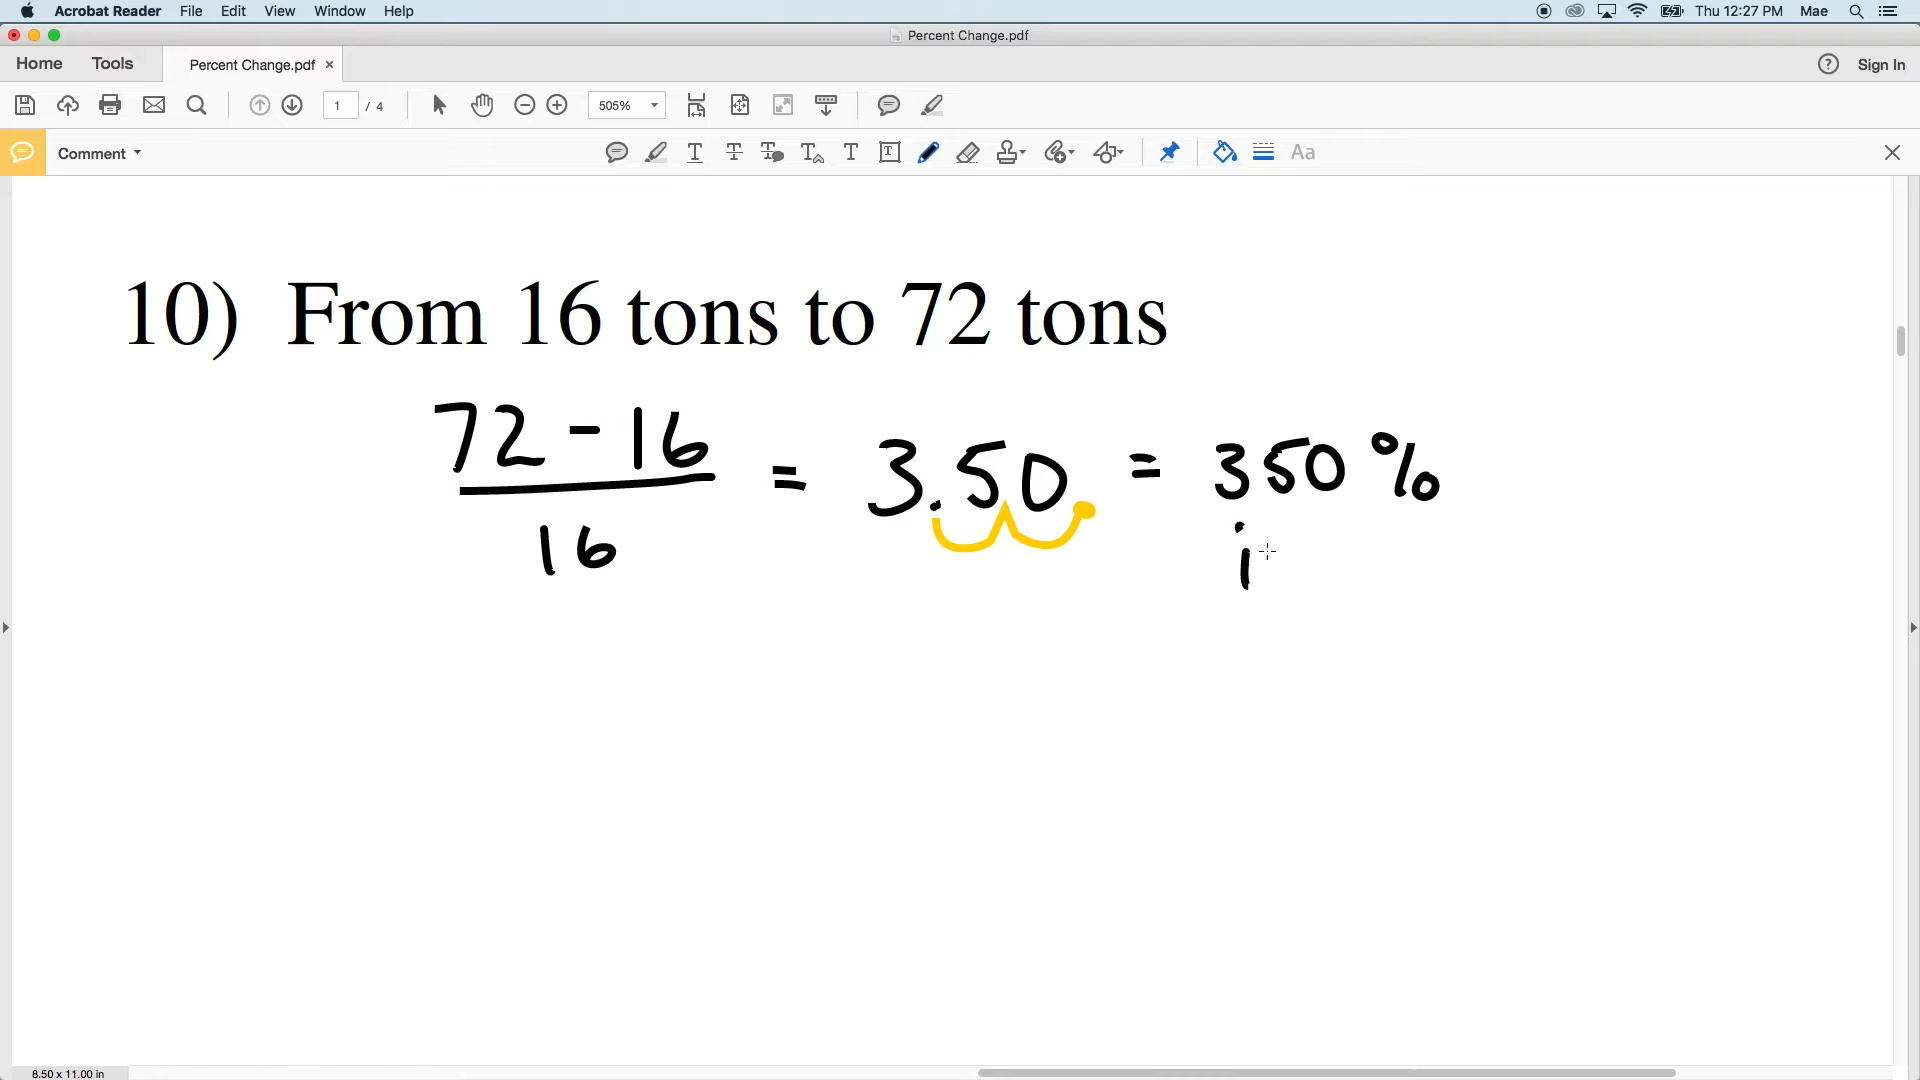 Acrobat Reader File Edit View Window Help Thu 12:27 PM Mae
Percent Change.pdf
Home Tools Percent Change.pdf × ? Sign In
1 / 4 505%
Comment T T T T T T Aa
10) From 16 tons to 72 tons
72 - 16
= 3.50 = 350%
16
i
8.50 x 11.00 in